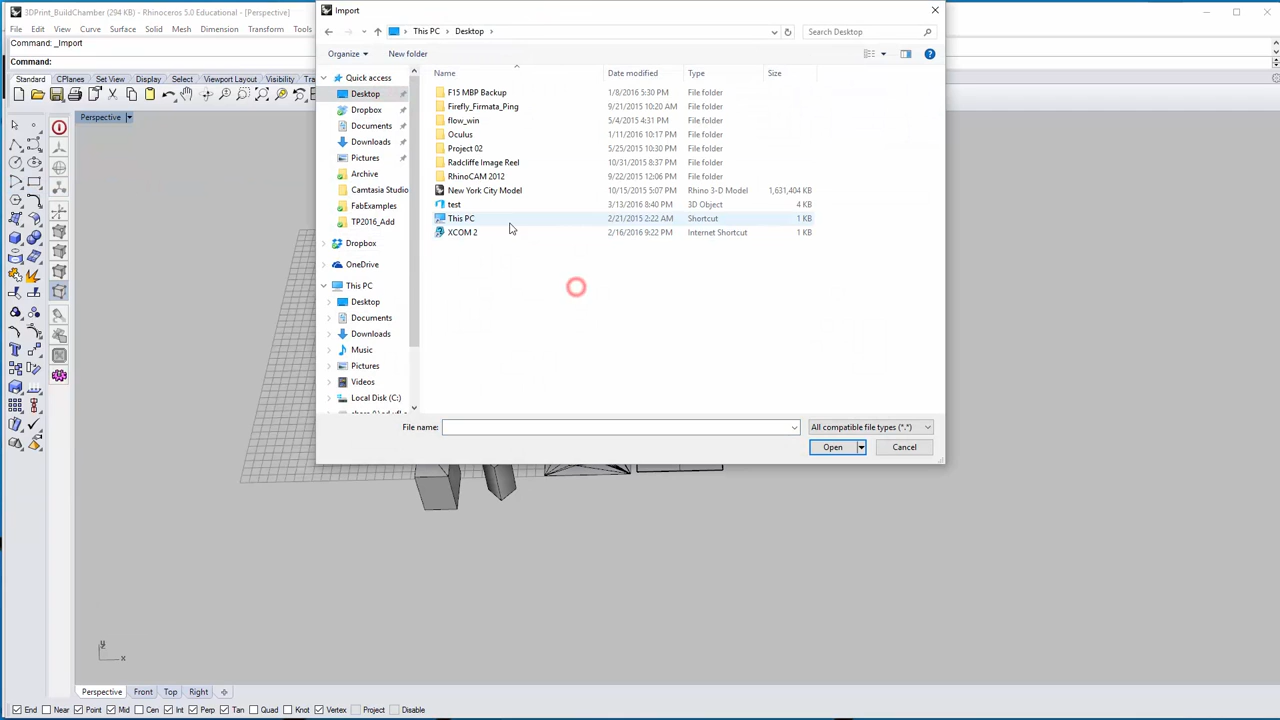 3DPrint_BuildChamber (294 KB) - Rhinoceros 5.0 Educational - [Perspective]
File Edit View Curve Surface Solid Mesh Dimension Transform Tools
Command: _Import
Command:
Standard CPlanes Set View Display Select Viewport Layout Visibility
Perspective
Import
This PC > Desktop >
Search Desktop
Organize New folder
Name Date modified Type Size
Quick access
Desktop
Dropbox
Documents
Downloads
Pictures
Archive
Camtasia Studio
FabExamples
TP2016_Add
Dropbox
OneDrive
This PC
Desktop
Documents
Downloads
Music
Pictures
Videos
Local Disk (C:)
F15 MBP Backup 1/8/2016 5:30 PM File folder
Firefly_Firmata_Ping 9/21/2015 10:20 AM File folder
flow_win 5/4/2015 4:31 PM File folder
Oculus 1/11/2016 10:17 PM File folder
Project 02 5/25/2015 10:30 PM File folder
Radcliffe Image Reel 10/31/2015 8:37 PM File folder
RhinoCAM 2012 9/22/2015 12:06 PM File folder
New York City Model 10/15/2015 5:07 PM Rhino 3-D Model 1,631,404 KB
test 3/13/2016 8:40 PM 3D Object 4 KB
This PC 2/21/2015 2:22 AM Shortcut 1 KB
XCOM 2 2/16/2016 9:22 PM Internet Shortcut 1 KB
File name: All compatible file types (*.*)
Open Cancel
y
x
Perspective Front Top Right
End Near Point Mid Cen Int Perp Tan Quad Knot Vertex Project Disable